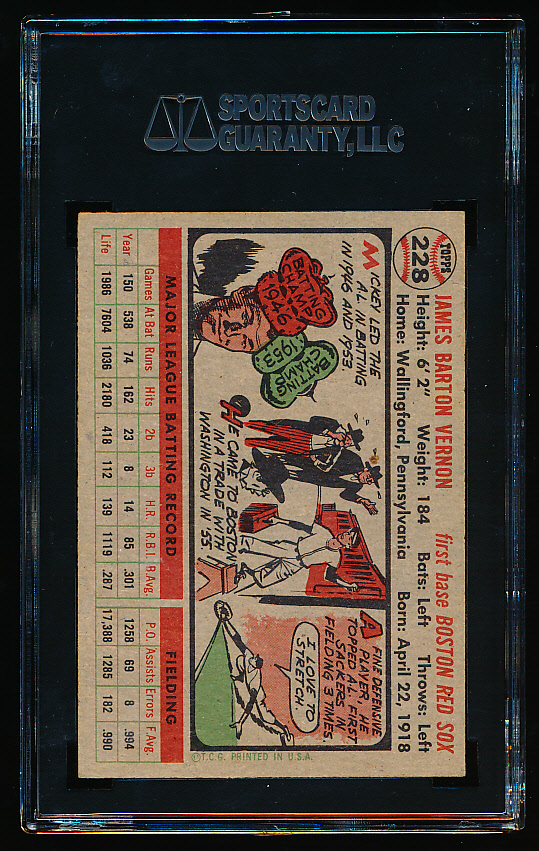 SPORTSCARD
GUARANTY, LLC
TOPPS
228
JAMES BARTON VERNON first base BOSTON RED SOX
Height: 6' 2" Weight: 184 Bats: Left Throws: Left
Home: Wallingford, Pennsylvania Born: April 22, 1918
MICKEY LED THE
AL IN BATTING
IN 1946 AND 1953
BATTING
CHAMP
1946
BATTING
CHAMP
1953
HE CAME TO BOSTON
IN A TRADE WITH
WASHINGTON IN '55.
A FINE DEFENSIVE
PLAYER, HE
TOPPED ALL FIRST
SACKERS IN
FIELDING 3 TIMES.
I LOVE TO
STRETCH
MAJOR LEAGUE BATTING RECORD FIELDING
Games At Bat Runs Hits 2b 3b H.R. R.B.I. B.Avg. P.O. Assists Errors F.Avg.
Year 150 538 74 162 23 8 14 85 .301 1258 69 8 .994
Life 1986 7604 1036 2180 418 112 139 1119 .287 17,388 1285 182 .990
©T.C.G. PRINTED IN U.S.A.